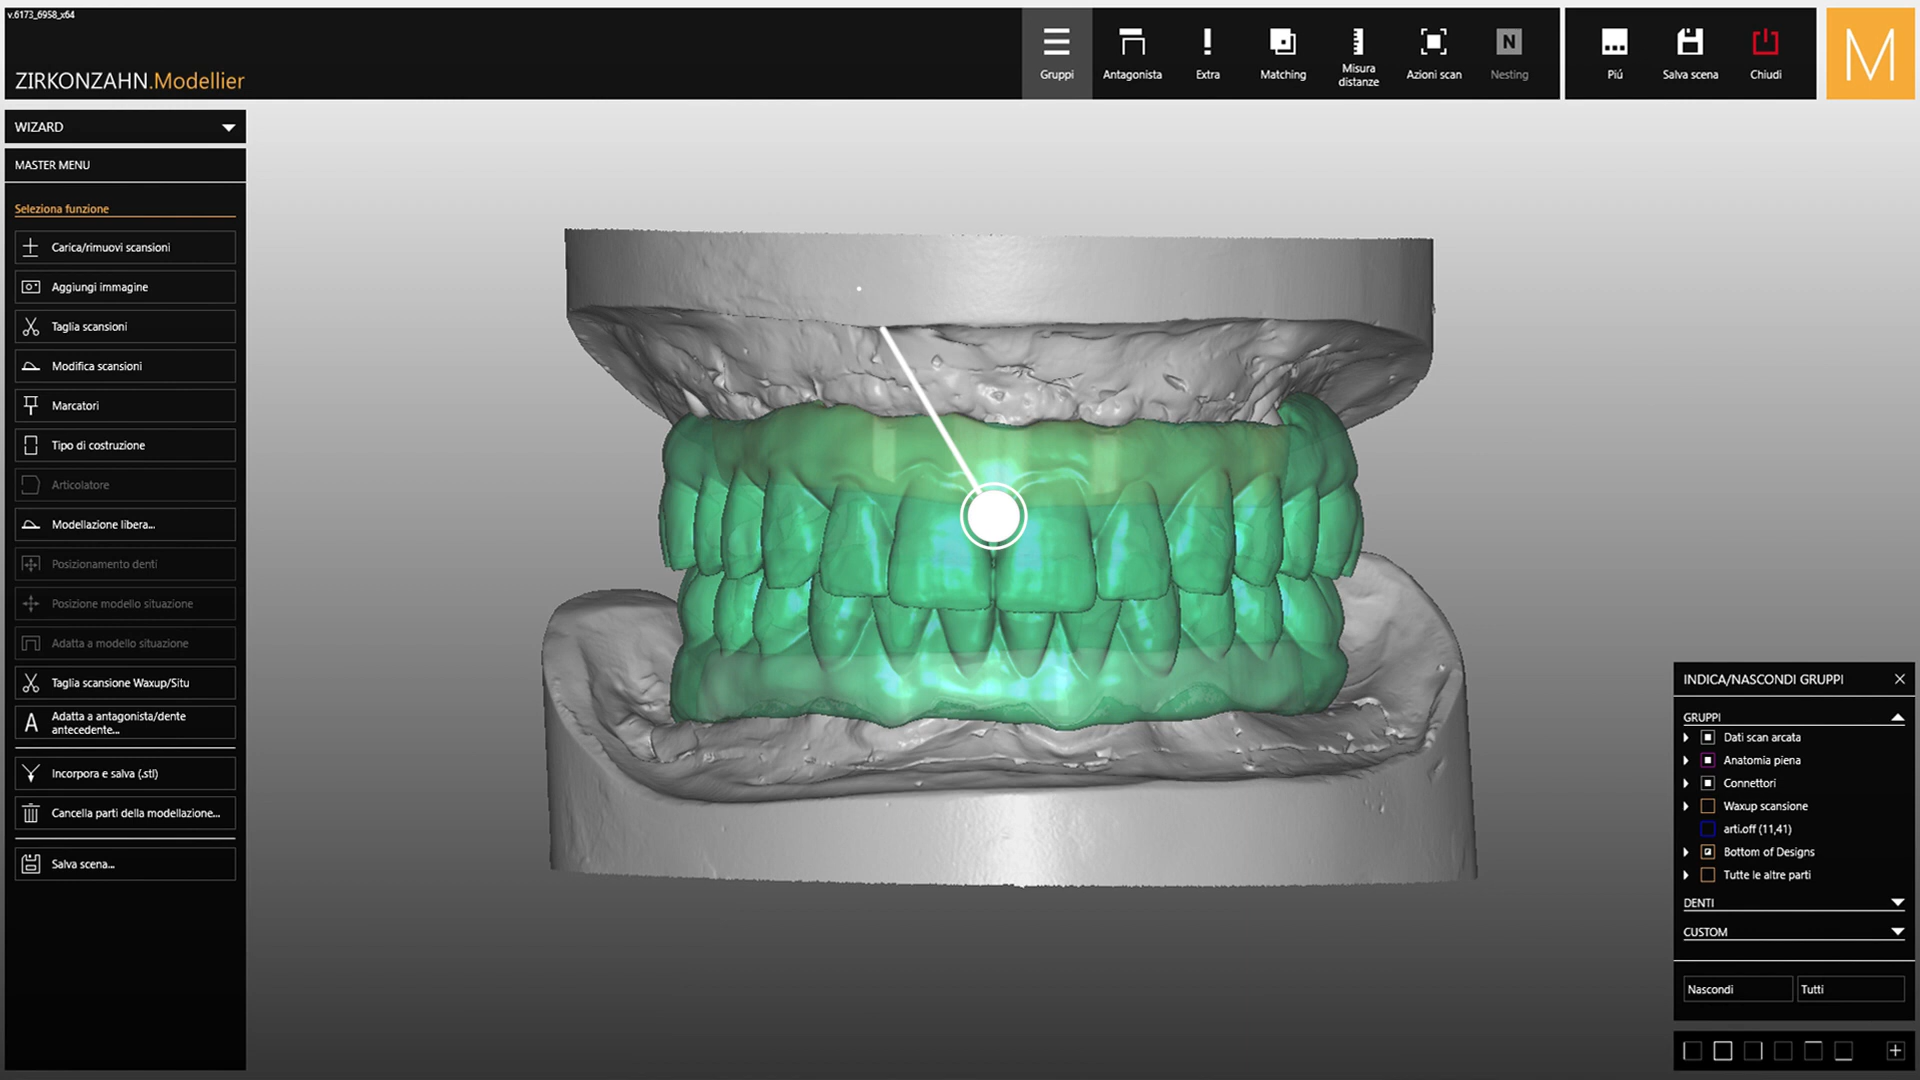 v.6173_6958_x64
ZIRKONZAHN.Modellier
Gruppi
Antagonista
Extra
Matching
Misura
distanze
Azioni scan
N
Nesting
Piú
Salva scena
Chiudi
M
WIZARD
MASTER MENU
Seleziona funzione
Carica/rimuovi scansioni
Aggiungi immagine
Taglia scansioni
Modifica scansioni
Marcatori
Tipo di costruzione
Articolatore
Modellazione libera...
Posizionamento denti
Posizione modello situazione
Adatta a modello situazione
Taglia scansione Waxup/Situ
A
Adatta a antagonista/dente
antecedente...
Incorpora e salva (.stl)
Cancella parti della modellazione...
Salva scena...
INDICA/NASCONDI GRUPPI
GRUPPI
Dati scan arcata
Anatomia piena
Connettori
Waxup scansione
arti.off (11,41)
Bottom of Designs
Tutte le altre parti
DENTI
CUSTOM
Nascondi
Tutti